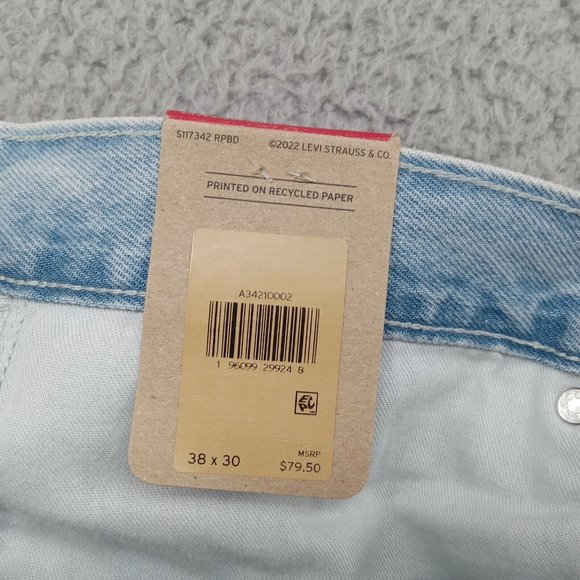 S117342 RPBD ©2022 LEVI STRAUSS & CO.
PRINTED ON RECYCLED PAPER
A34210002
1 96099 29924 8
38 x 30
MSRP
$79.50